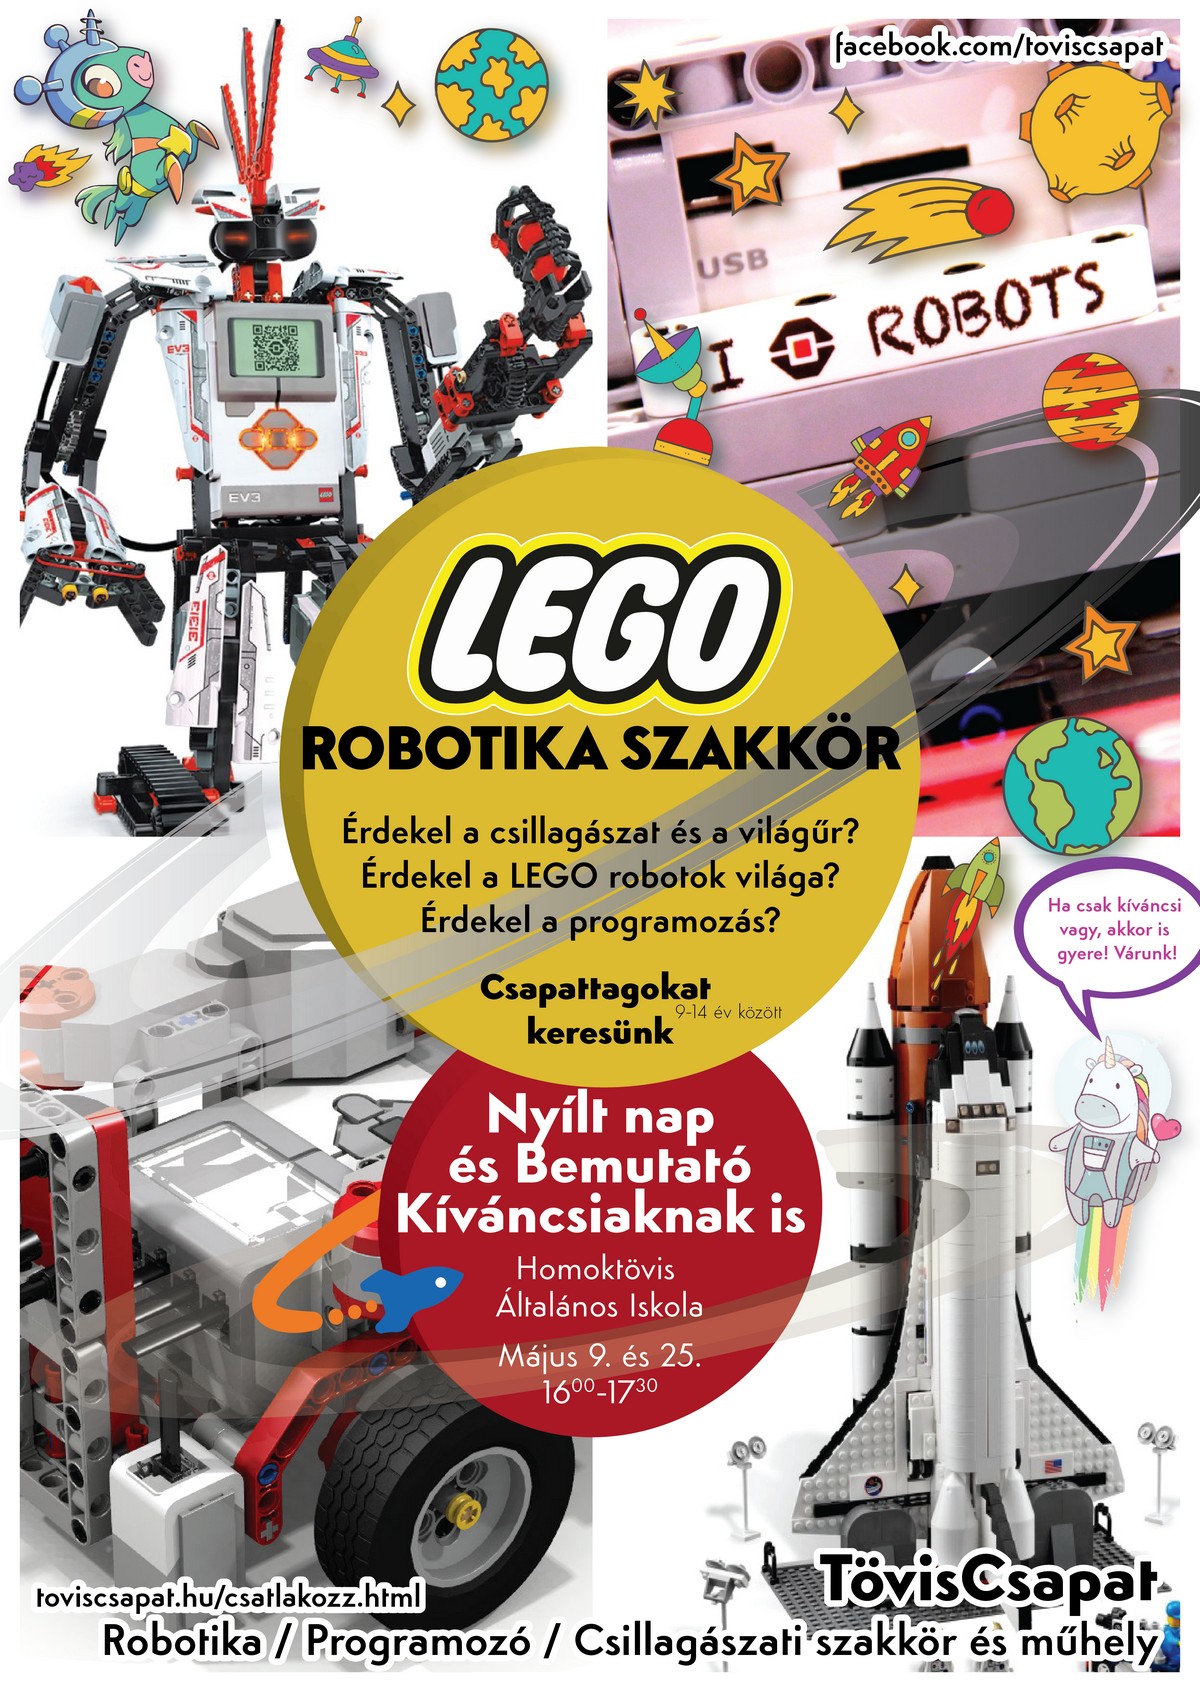 facebook.com/toviscsapat
USB
I ROBOTS
EV3
EV3
31313
LEGO
ROBOTIKA SZAKKÖR
Érdekel a csillagászat és a világűr?
Érdekel a LEGO robotok világa?
Érdekel a programozás?
Csapattagokat
keresünk
9-14 év között
Ha csak kíváncsi
vagy, akkor is
gyere! Várunk!
Nyílt nap
és Bemutató
Kíváncsiaknak is
Homoktövis
Általános Iskola
Május 9. és 25.
16⁰⁰-17³⁰
TövisCsapat
toviscsapat.hu/csatlakozz.html
Robotika / Programozó / Csillagászati szakkör és műhely